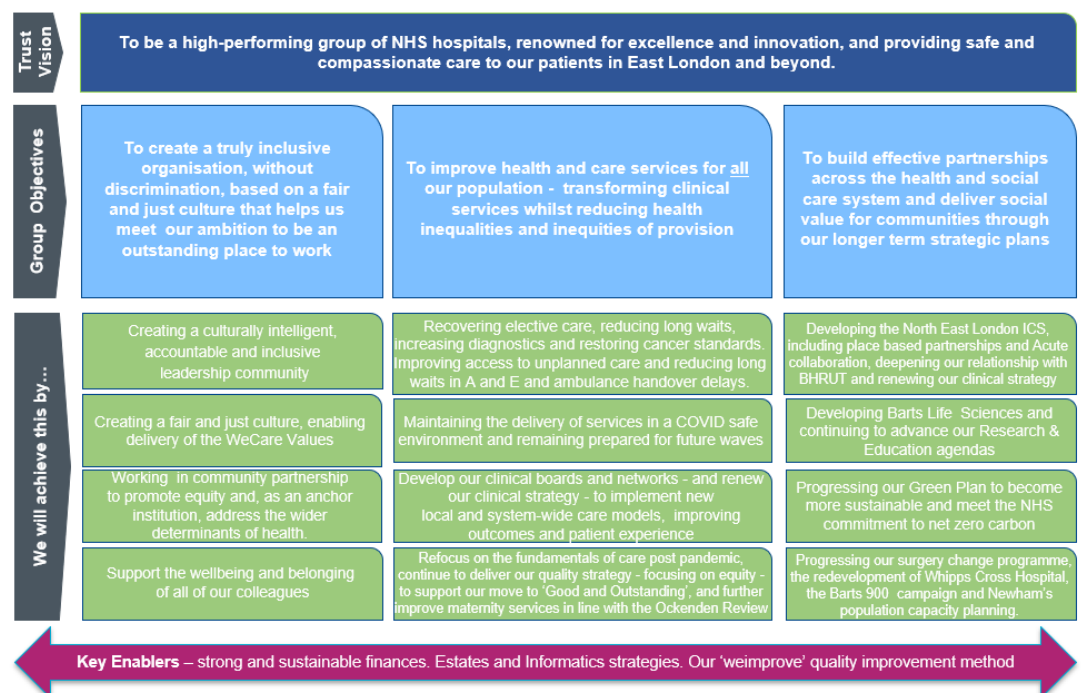 Trust
Vision
To be a high-performing group of NHS hospitals, renowned for excellence and innovation, and providing safe and
compassionate care to our patients in East London and beyond.
Group Objectives
To create a truly inclusive
organisation, without
discrimination, based on a fair
and just culture that helps us
meet our ambition to be an
outstanding place to work
To improve health and care services for all
our population - transforming clinical
services whilst reducing health
inequalities and inequities of provision
To build effective partnerships
across the health and social
care system and deliver social
value for communities through
our longer term strategic plans
We will achieve this by...
Creating a culturally intelligent,
accountable and inclusive
leadership community
Recovering elective care, reducing long waits,
increasing diagnostics and restoring cancer standards.
Improving access to unplanned care and reducing long
waits in A and E and ambulance handover delays.
Developing the North East London ICS,
including place based partnerships and Acute
collaboration, deepening our relationship with
BHRUT and renewing our clinical strategy
Creating a fair and just culture, enabling
delivery of the WeCare Values
Maintaining the delivery of services in a COVID safe
environment and remaining prepared for future waves
Developing Barts Life Sciences and
continuing to advance our Research &
Education agendas
Working in community partnership
to promote equity and, as an anchor
institution, address the wider
determinants of health.
Develop our clinical boards and networks - and renew
our clinical strategy - to implement new
local and system-wide care models, improving
outcomes and patient experience
Progressing our Green Plan to become
more sustainable and meet the NHS
commitment to net zero carbon
Support the wellbeing and belonging
of all of our colleagues
Refocus on the fundamentals of care post pandemic,
continue to deliver our quality strategy - focusing on equity -
to support our move to 'Good and Outstanding', and further
improve maternity services in line with the Ockenden Review
Progressing our surgery change programme,
the redevelopment of Whipps Cross Hospital,
the Barts 900 campaign and Newham's
population capacity planning.
Key Enablers – strong and sustainable finances. Estates and Informatics strategies. Our 'weimprove' quality improvement method